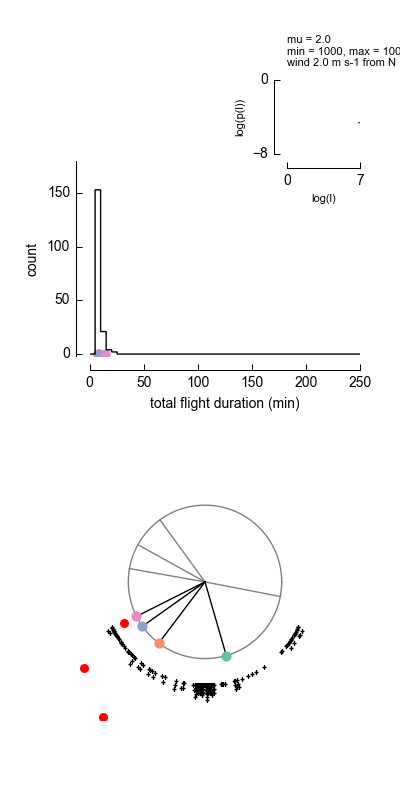 mu = 2.0
min = 1000, max = 100
wind 2.0 m s-1 from N
0
log(p(l))
−8
0
7
log(l)
150
100
50
0
count
0
50
100
150
200
250
total flight duration (min)